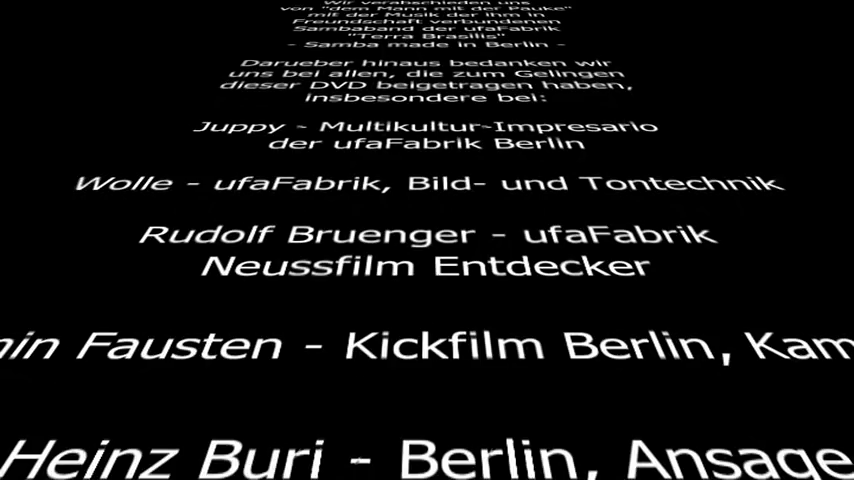 Wir verabschieden uns
von "dem Mann mit der Pauke"
mit der Musik der ihm in
Freundschaft verbundenen
Sambaband der ufaFabrik
"Terra Brasilis"
- Samba made in Berlin -
Darueber hinaus bedanken wir
uns bei allen, die zum Gelingen
dieser DVD beigetragen haben,
insbesondere bei:
Juppy - Multikultur-Impresario
der ufaFabrik Berlin
Wolle - ufaFabrik, Bild- und Tontechnik
Rudolf Bruenger - ufaFabrik
Neussfilm Entdecker
Fausten - Kickfilm Berlin,
Heinz Buri - Berlin, Ansage